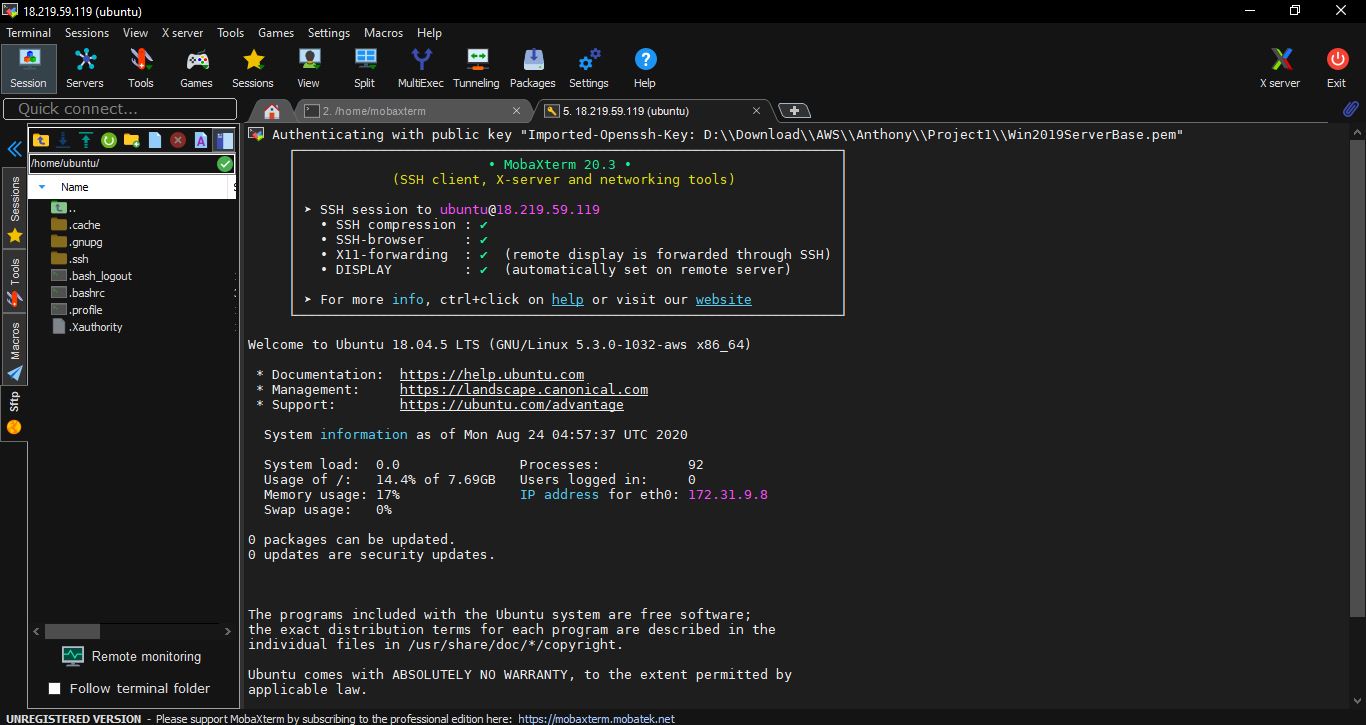 18.219.59.119 (ubuntu)
Terminal Sessions View X server Tools Games Settings Macros Help
Session Servers Tools Games Sessions View Split MultiExec Tunneling Packages Settings Help X server Exit
Quick connect...
2. /home/mobaxterm
5. 18.219.59.119 (ubuntu)
/home/ubuntu/
Name
..
.cache
.gnupg
.ssh
.bash_logout
.bashrc
.profile
.Xauthority
Sessions
Tools
Macros
Sftp
Remote monitoring
Follow terminal folder
Authenticating with public key "Imported-Openssh-Key: D:\\Download\\AWS\\Anthony\\Project1\\Win2019ServerBase.pem"
• MobaXterm 20.3 •
(SSH client, X-server and networking tools)
➤ SSH session to ubuntu@18.219.59.119
• SSH compression : ✔
• SSH-browser : ✔
• X11-forwarding : ✔ (remote display is forwarded through SSH)
• DISPLAY : ✔ (automatically set on remote server)
➤ For more info, ctrl+click on help or visit our website
Welcome to Ubuntu 18.04.5 LTS (GNU/Linux 5.3.0-1032-aws x86_64)
* Documentation: https://help.ubuntu.com
* Management: https://landscape.canonical.com
* Support: https://ubuntu.com/advantage
System information as of Mon Aug 24 04:57:37 UTC 2020
System load: 0.0 Processes: 92
Usage of /: 14.4% of 7.69GB Users logged in: 0
Memory usage: 17% IP address for eth0: 172.31.9.8
Swap usage: 0%
0 packages can be updated.
0 updates are security updates.
The programs included with the Ubuntu system are free software;
the exact distribution terms for each program are described in the
individual files in /usr/share/doc/*/copyright.
Ubuntu comes with ABSOLUTELY NO WARRANTY, to the extent permitted by
applicable law.
UNREGISTERED VERSION - Please support MobaXterm by subscribing to the professional edition here: https://mobaxterm.mobatek.net